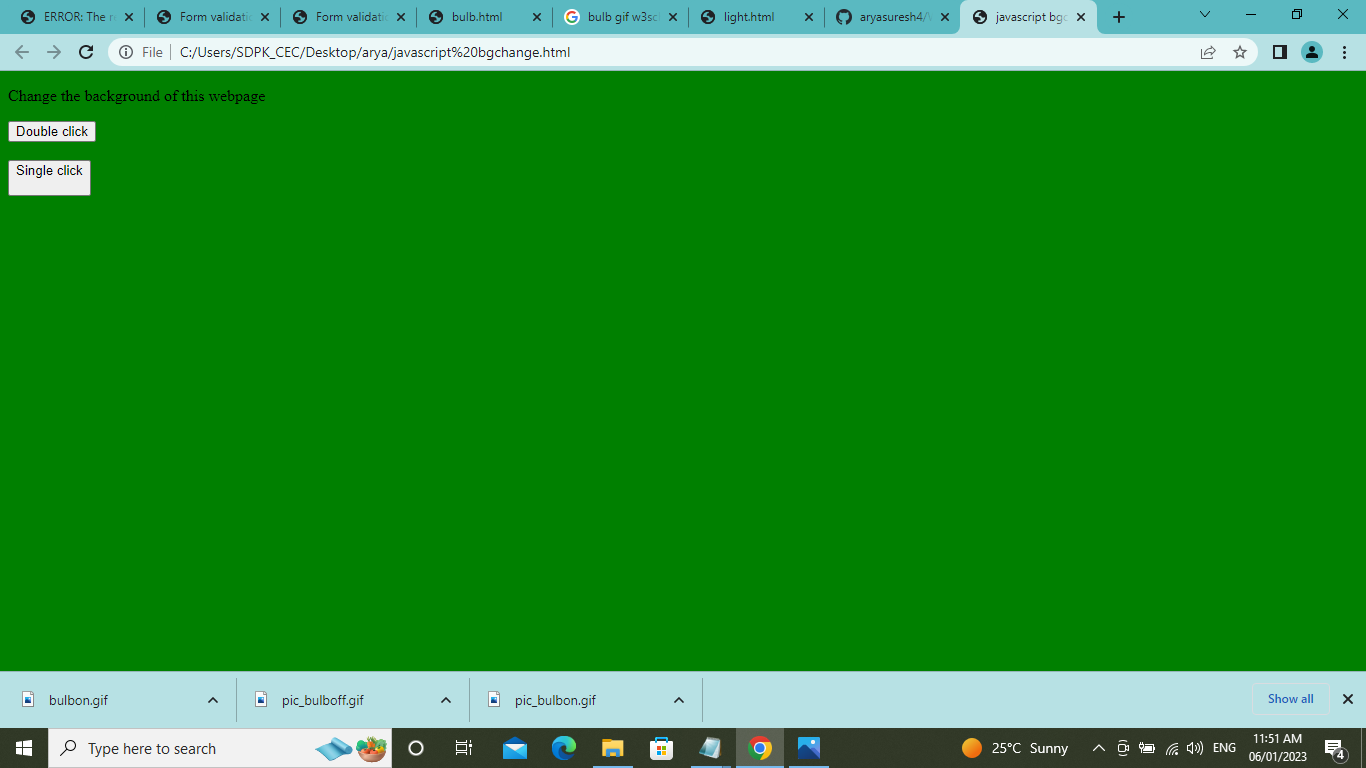 ERROR: The r
Form validati
Form validati
bulb.html
bulb gif w3sc
light.html
aryasuresh4/
javascript bgc
File
C:/Users/SDPK_CEC/Desktop/arya/javascript%20bgchange.html
Change the background of this webpage
Double click
Single click
bulbon.gif
pic_bulboff.gif
pic_bulbon.gif
Show all
Type here to search
25°C Sunny
ENG
11:51 AM
06/01/2023
4